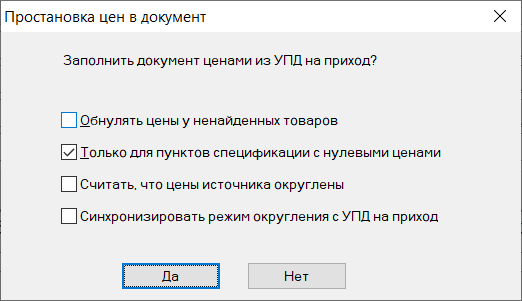 Простановка цен в документ
Заполнить документ ценами из УПД на приход?
Обнулять цены у ненайденных товаров
Только для пунктов спецификации с нулевыми ценами
Считать, что цены источника округлены
Синхронизировать режим округления с УПД на приход
Да
Нет